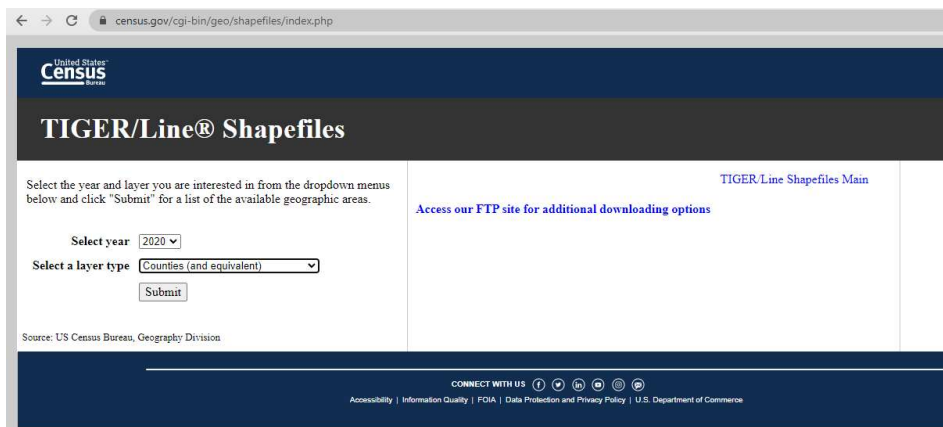 census.gov/cgi-bin/geo/shapefiles/index.php
United States®
Census
Bureau
TIGER/Line® Shapefiles
Select the year and layer you are interested in from the dropdown menus
below and click "Submit" for a list of the available geographic areas.
Select year 2020
Select a layer type Counties (and equivalent)
Submit
Source: US Census Bureau, Geography Division
TIGER/Line Shapefiles Main
Access our FTP site for additional downloading options
CONNECT WITH US
Accessibility | Information Quality | FOIA | Data Protection and Privacy Policy | U.S. Department of Commerce